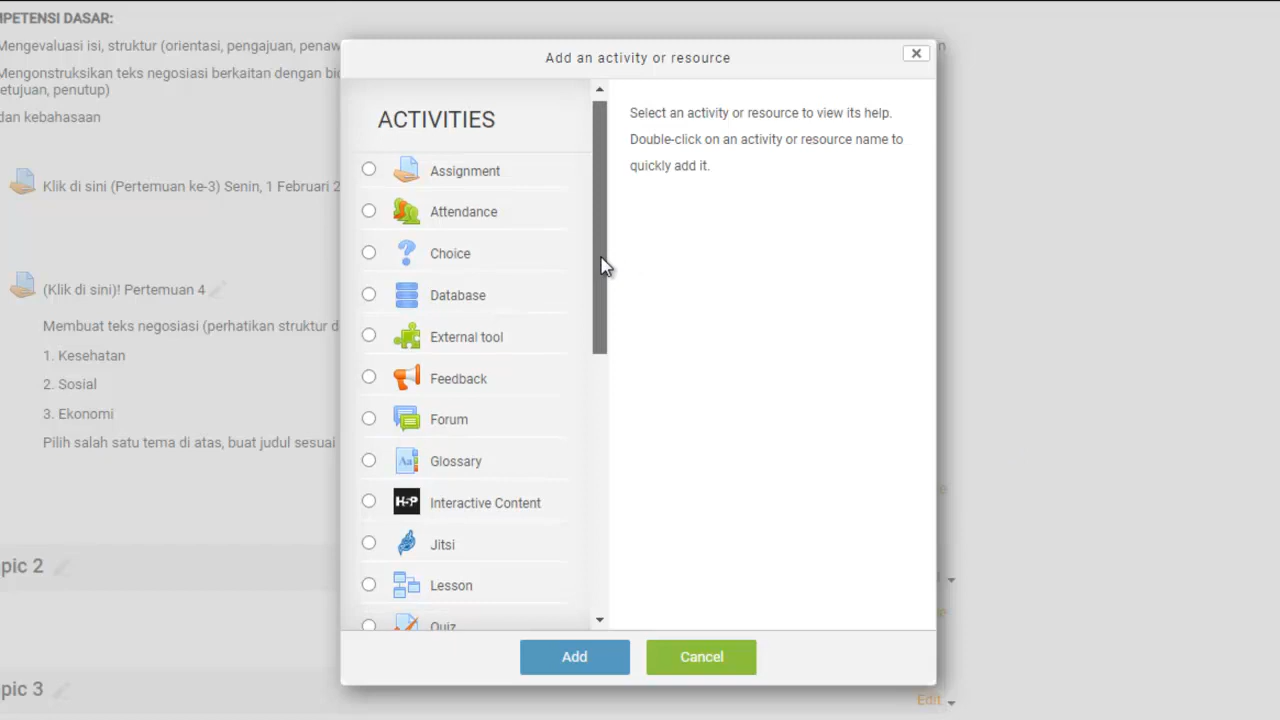 MPETENSI DASAR:
Mengevaluasi isi, struktur (orientasi, pengajuan, penaw
Mengonstruksikan teks negosiasi berkaitan dengan bi
etujuan, penutup)
dan kebahasaan
Klik di sini (Pertemuan ke-3) Senin, 1 Februari 2
(Klik di sini)! Pertemuan 4
Membuat teks negosiasi (perhatikan struktur d
1. Kesehatan
2. Sosial
3. Ekonomi
Pilih salah satu tema di atas, buat judul sesuai
pic 2
pic 3
Edit
Add an activity or resource
ACTIVITIES
Assignment
Attendance
Choice
Database
External tool
Feedback
Forum
Glossary
H5P Interactive Content
Jitsi
Lesson
Quiz
Select an activity or resource to view its help.
Double-click on an activity or resource name to
quickly add it.
Add
Cancel